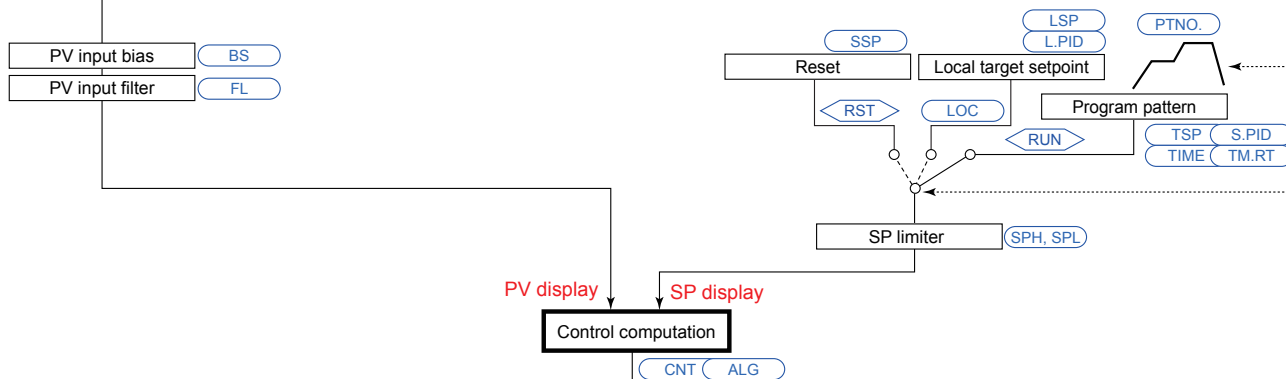 LSP
PTNO.
SSP
L.PID
PV input bias
BS
Reset
Local target setpoint
PV input filter
FL
Program pattern
RST
LOC
RUN
TSP
S.PID
TIME
TM.RT
SP limiter
SPH, SPL
PV display
SP display
Control computation
CNT
ALG